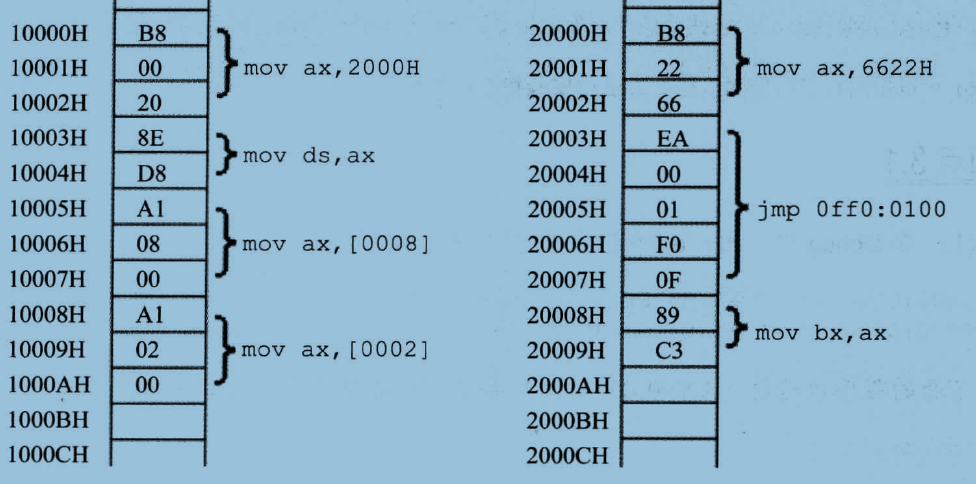 10000H B8
10001H 00 mov ax,2000H
10002H 20
10003H 8E
mov ds,ax
10004H D8
10005H A1
10006H 08 mov ax,[0008]
10007H 00
10008H A1
10009H 02 mov ax,[0002]
1000AH 00
1000BH
1000CH
20000H B8
20001H 22 mov ax,6622H
20002H 66
20003H EA
20004H 00
20005H 01 jmp 0ff0:0100
20006H F0
20007H 0F
20008H 89
mov bx,ax
20009H C3
2000AH
2000BH
2000CH